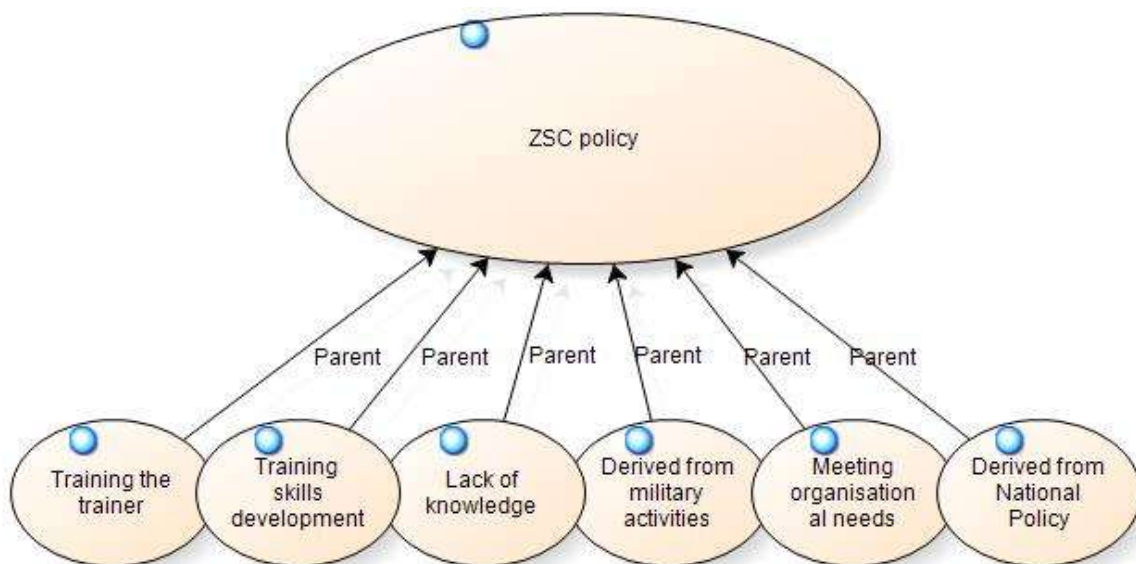 ZSC policy
Parent Parent Parent Parent Parent Parent
Training the
trainer
Training
skills
development
Lack of
knowledge
Derived from
military
activities
Meeting
organisation
al needs
Derived from
National
Policy